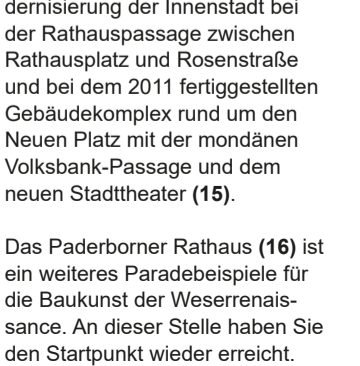 dernisierung der Innenstadt bei
der Rathauspassage zwischen
Rathausplatz und Rosenstraße
und bei dem 2011 fertiggestellten
Gebäudekomplex rund um den
Neuen Platz mit der mondänen
Volksbank-Passage und dem
neuen Stadttheater (15).
Das Paderborner Rathaus (16) ist
ein weiteres Paradebeispiele für
die Baukunst der Weserrenais-
sance. An dieser Stelle haben Sie
den Startpunkt wieder erreicht.